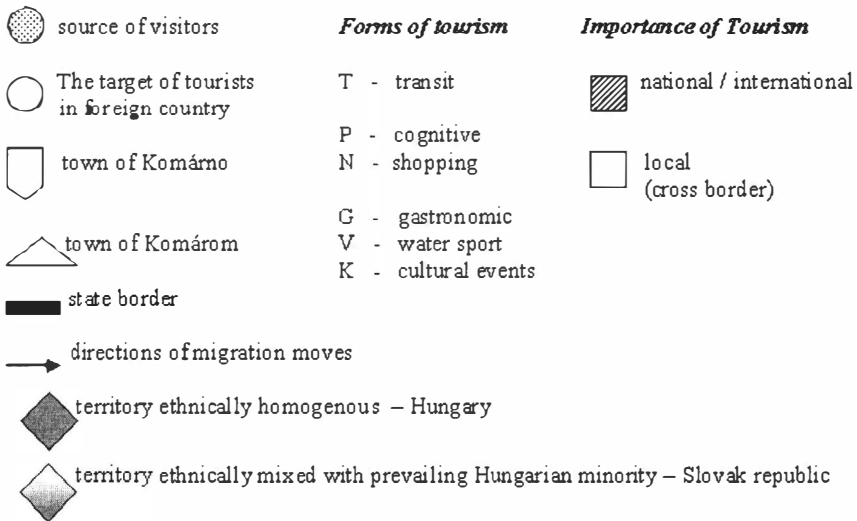 source of visitors
The target of tourists
in foreign country
town of Komárno
town of Komárom
state border
directions of migration moves
territory ethnically homogenous – Hungary
territory ethnically mixed with prevailing Hungarian minority – Slovak republic
Forms of tourism
T - transit
P - cognitive
N - shopping
G - gastronomic
V - water sport
K - cultural events
Importance of Tourism
national / international
local
(cross border)